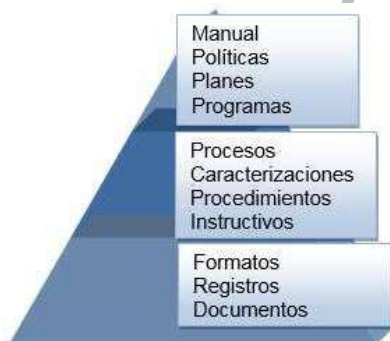 Manual
Políticas
Planes
Programas
Procesos
Caracterizaciones
Procedimientos
Instructivos
Formatos
Registros
Documentos